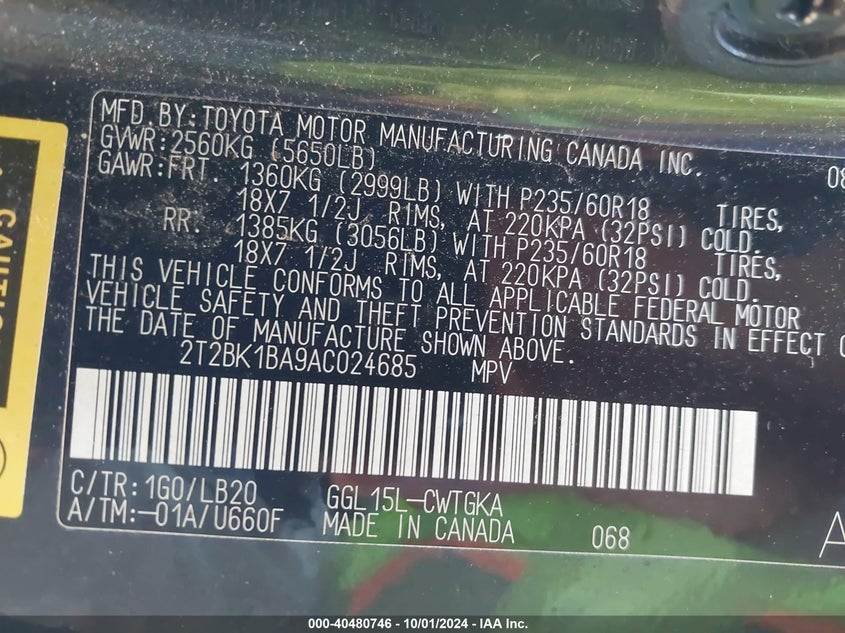 MFD BY:TOYOTA MOTOR MANUFACTURING CANADA INC. 08
GVWR:2560KG (5650LB)
GAWR:FRT. 1360KG (2999LB) WITH P235/60R18 TIRES,
18X7 1/2J RIMS, AT 220KPA (32PSI) COLD.
RR. 1385KG (3056LB) WITH P235/60R18 TIRES,
18X7 1/2J RIMS, AT 220KPA (32PSI) COLD.
THIS VEHICLE CONFORMS TO ALL APPLICABLE FEDERAL MOTOR
VEHICLE SAFETY AND THEFT PREVENTION STANDARDS IN EFFECT
THE DATE OF MANUFACTURE SHOWN ABOVE.
2T2BK1BA9AC024685 MPV
C/TR:1G0/LB20 GGL15L-CWTGKA
A/TM:-01A/U660F MADE IN CANADA 068
A
CAUTION
000-40480746 - 10/01/2024 - IAA Inc.